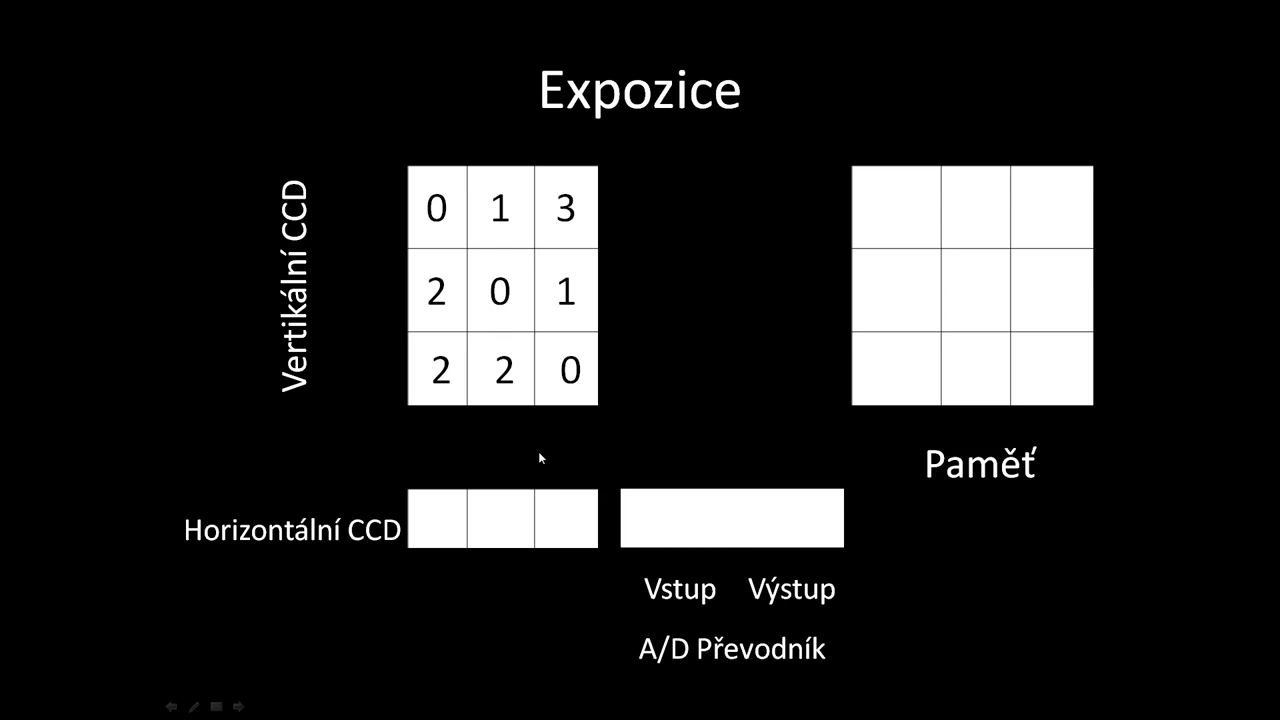 Expozice
Vertikální CCD
0 1 3
2 0 1
2 2 0
Paměť
Horizontální CCD
Vstup Výstup
A/D Převodník